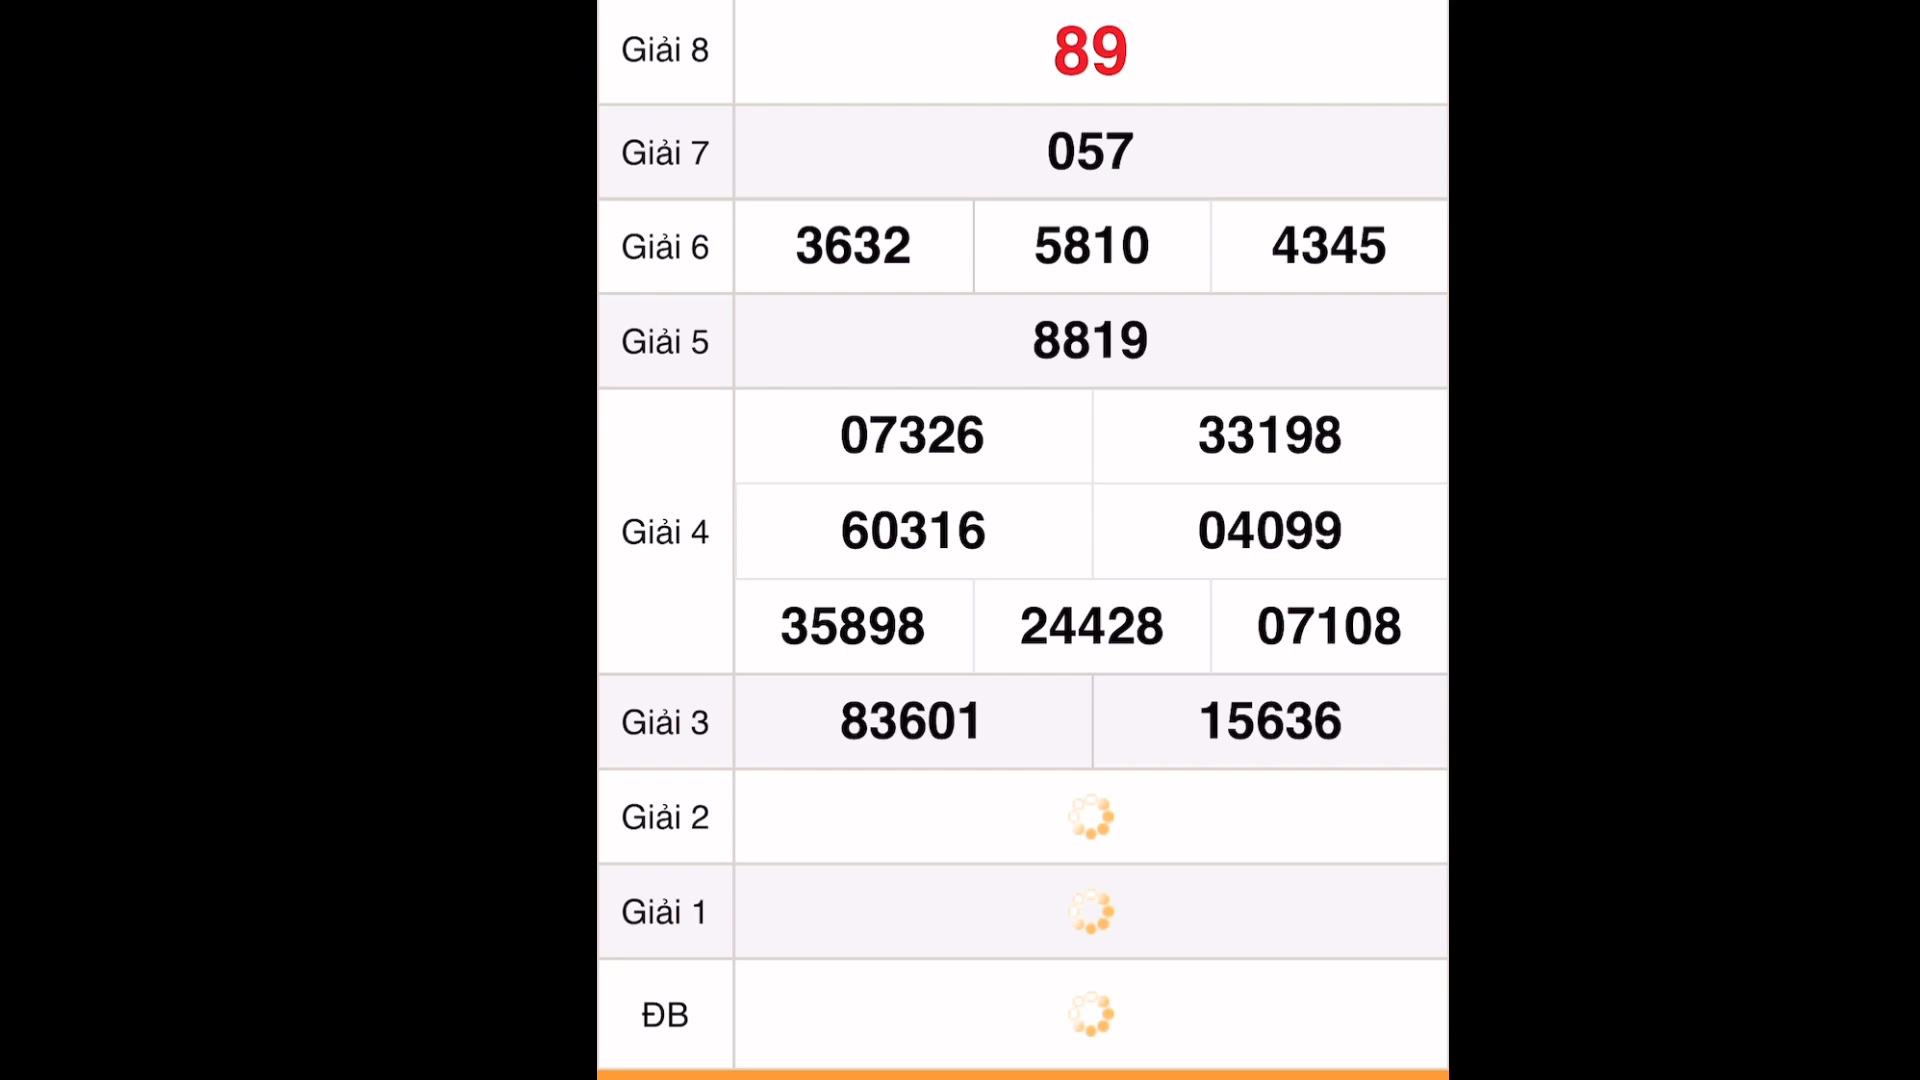 Giải 8 89
Giải 7 057
Giải 6 3632 5810 4345
Giải 5 8819
07326 33198
Giải 4 60316 04099
35898 24428 07108
Giải 3 83601 15636
Giải 2
Giải 1
ĐB